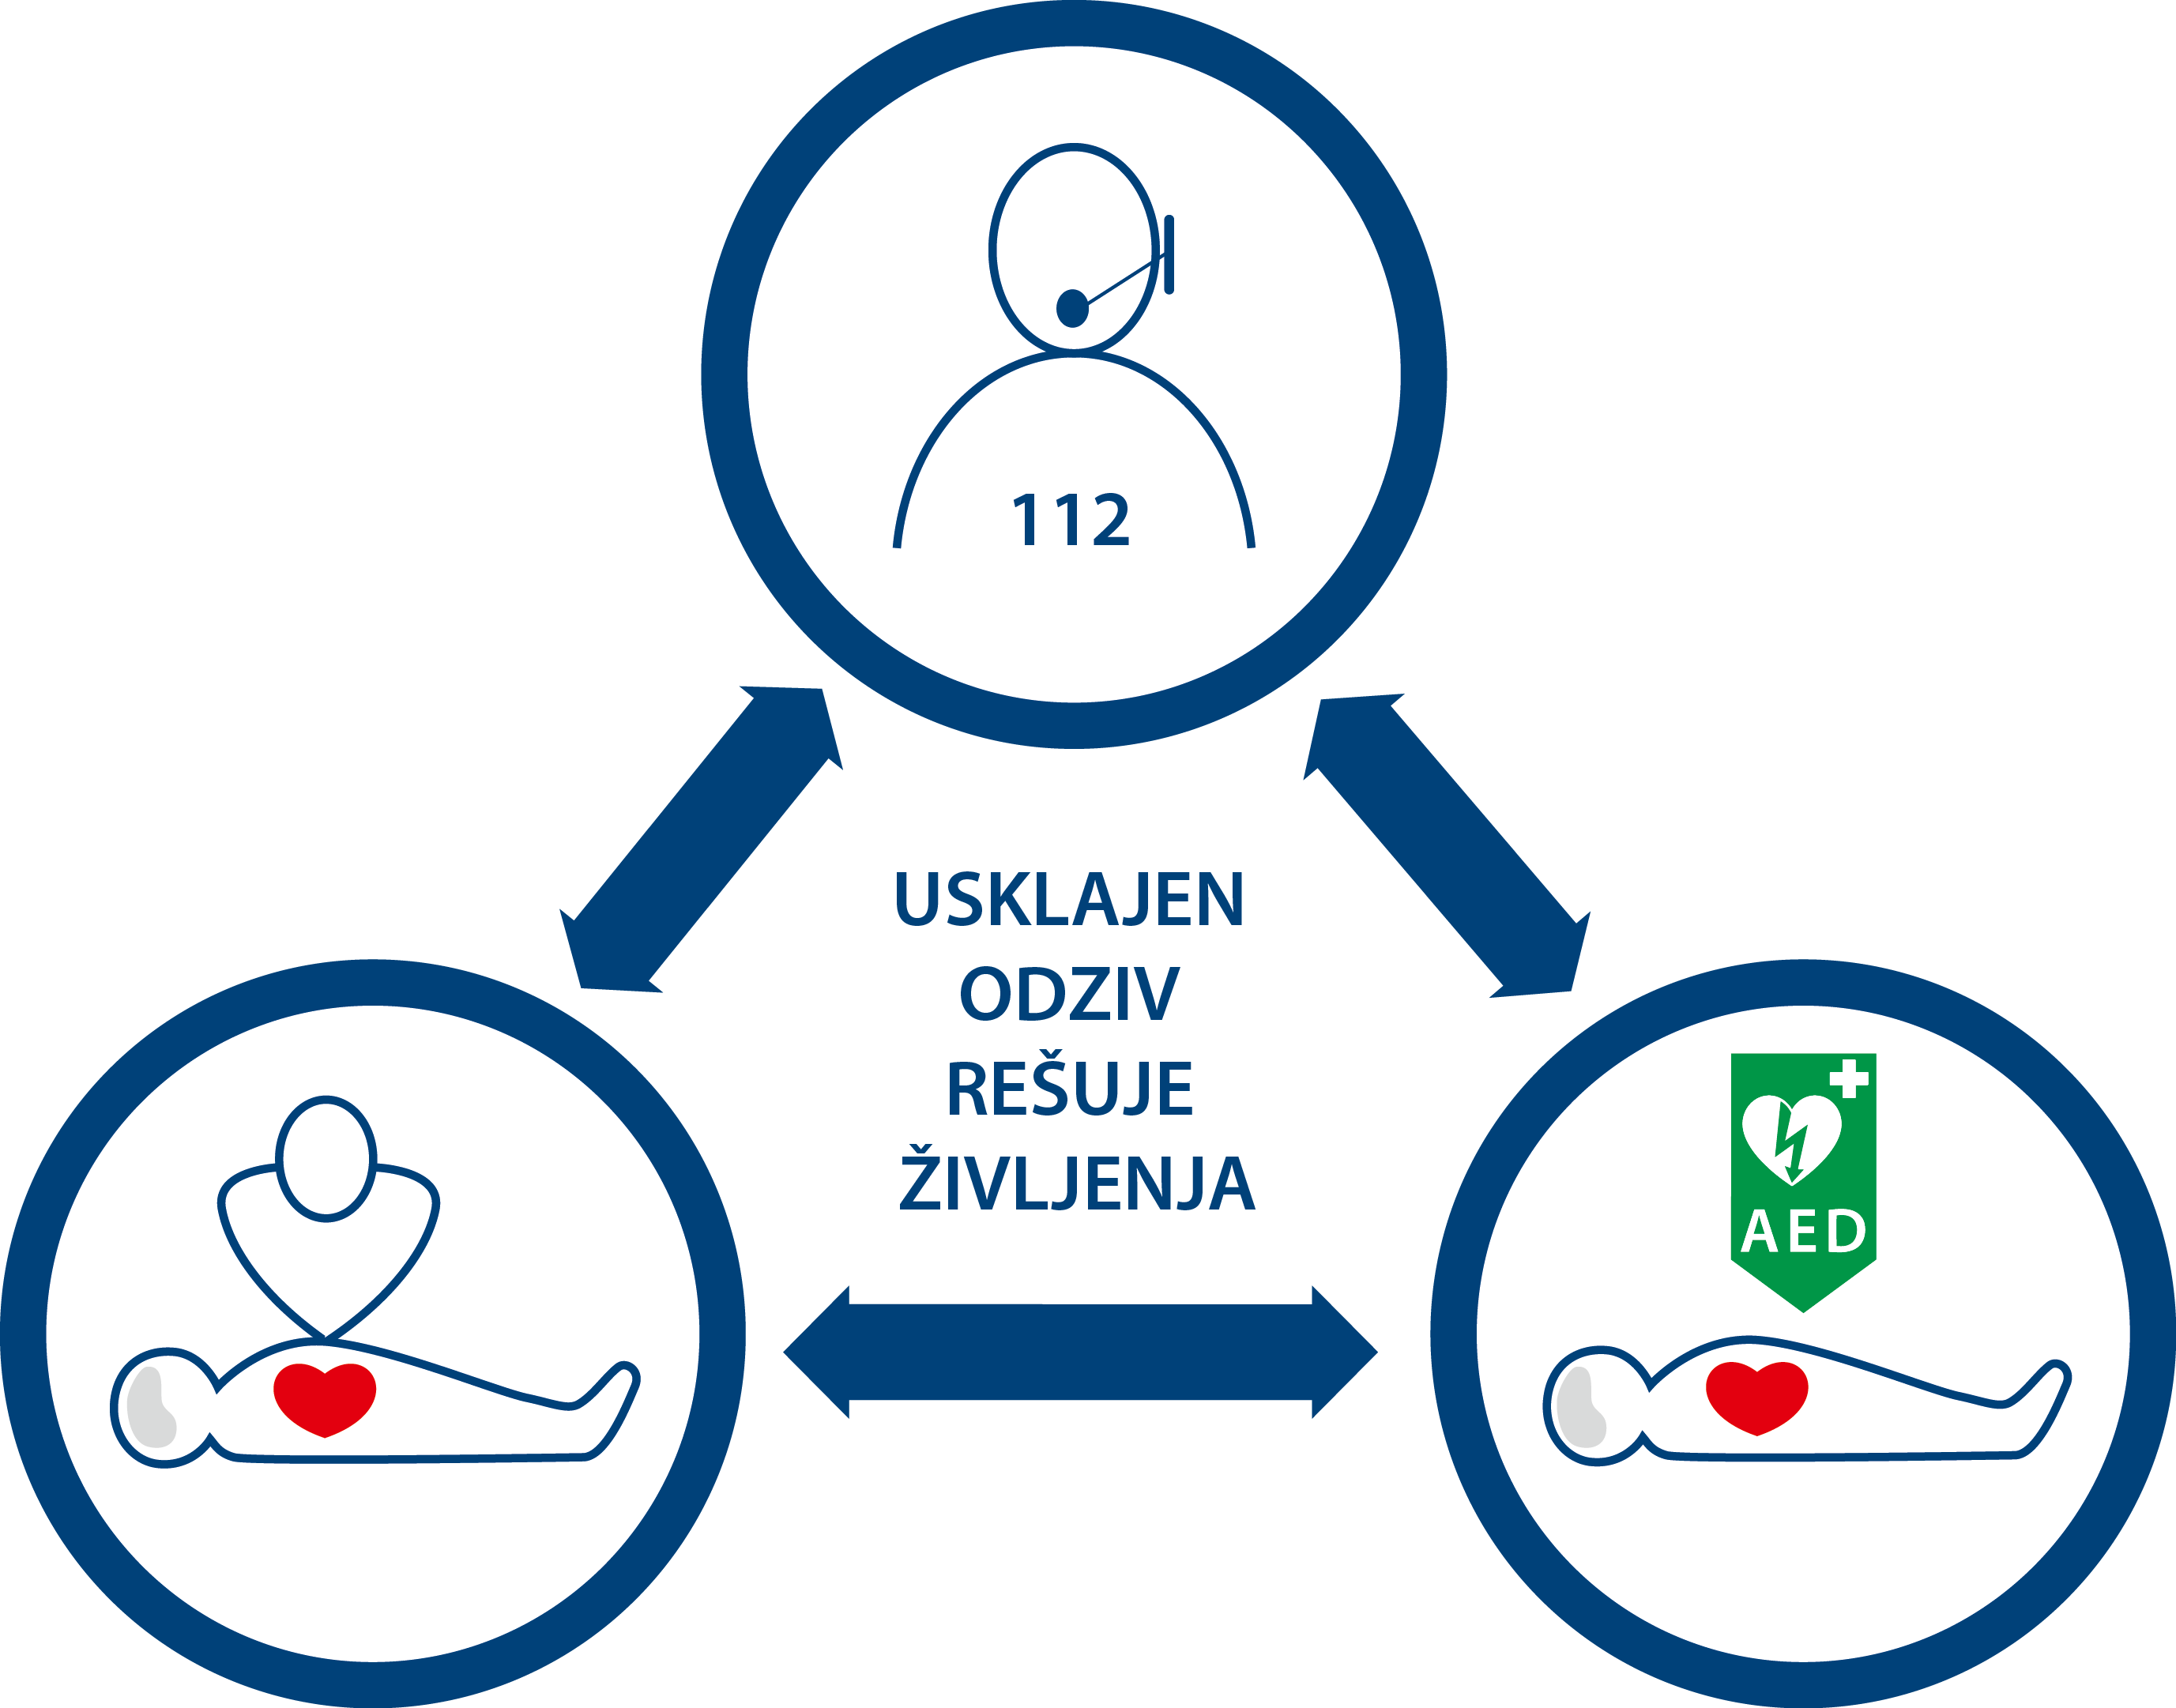 112
USKLAJEN
ODZIV
REŠUJE
ŽIVLJENJA
AED